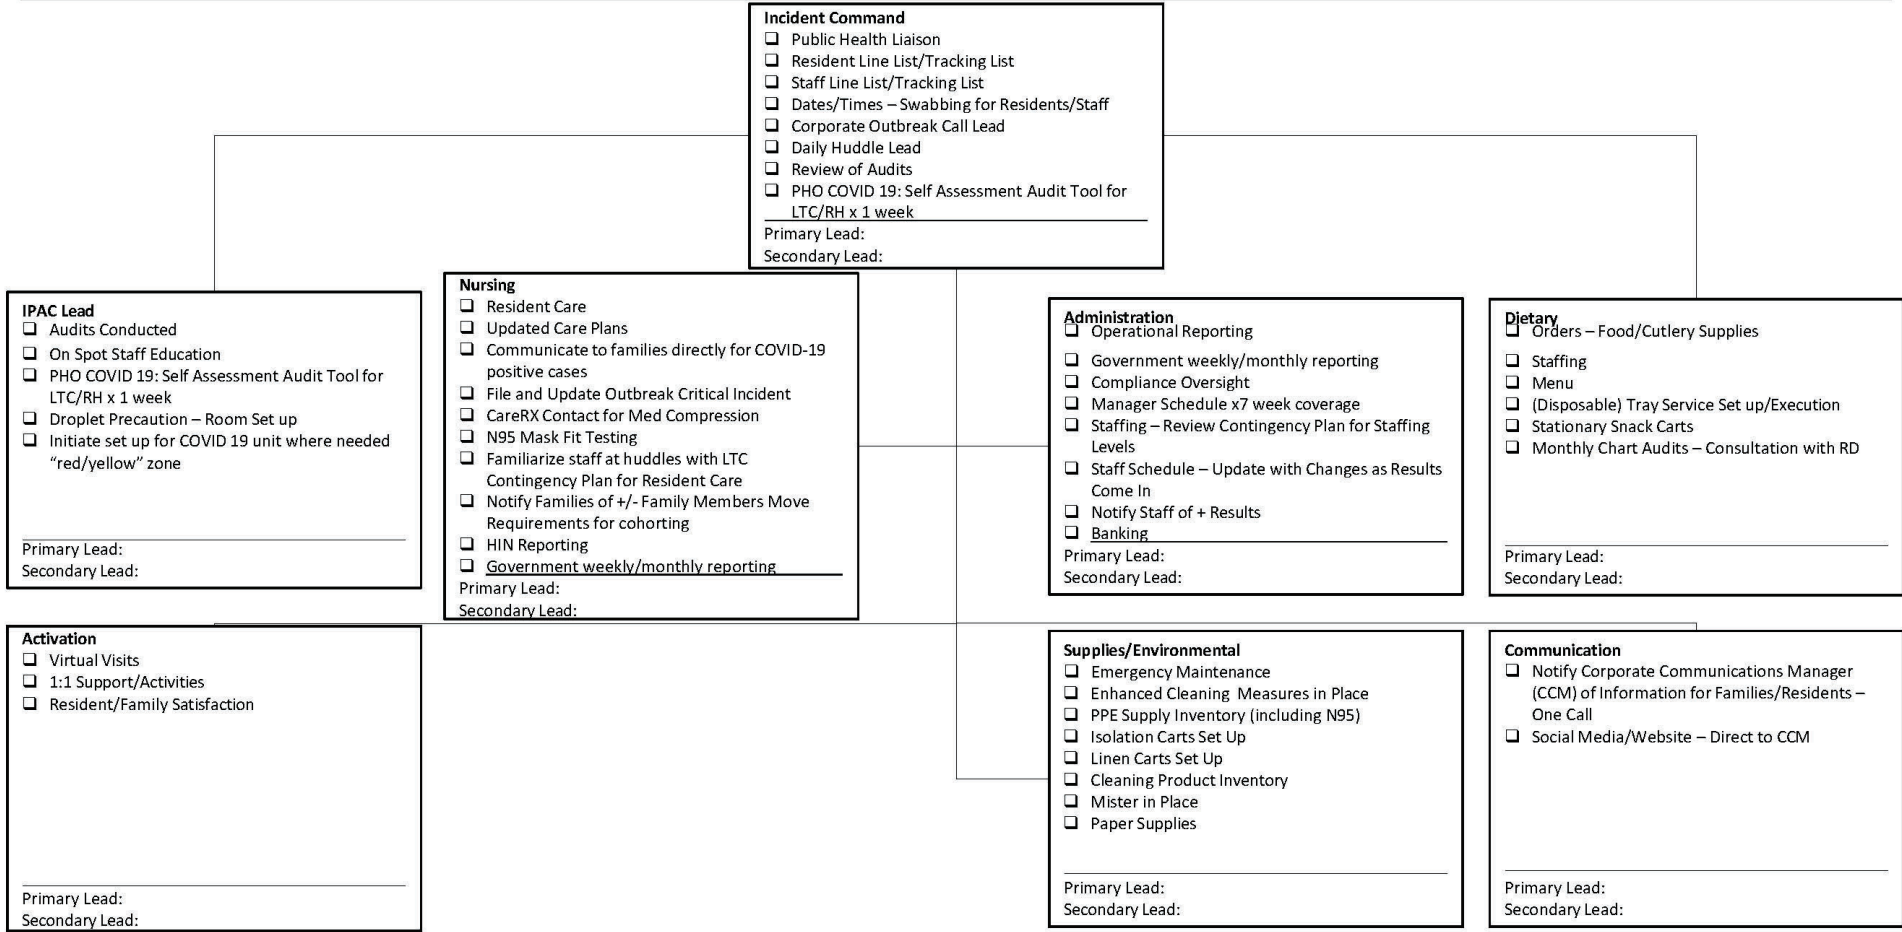 Incident Command
❑ Public Health Liaison
❑ Resident Line List/Tracking List
❑ Staff Line List/Tracking List
❑ Dates/Times – Swabbing for Residents/Staff
❑ Corporate Outbreak Call Lead
❑ Daily Huddle Lead
❑ Review of Audits
❑ PHO COVID 19: Self Assessment Audit Tool for
LTC/RH x 1 week
Primary Lead:
Secondary Lead:
IPAC Lead
❑ Audits Conducted
❑ On Spot Staff Education
❑ PHO COVID 19: Self Assessment Audit Tool for
LTC/RH x 1 week
❑ Droplet Precaution – Room Set up
❑ Initiate set up for COVID 19 unit where needed
“red/yellow” zone
Primary Lead:
Secondary Lead:
Nursing
❑ Resident Care
❑ Updated Care Plans
❑ Communicate to families directly for COVID-19
positive cases
❑ File and Update Outbreak Critical Incident
❑ CareRX Contact for Med Compression
❑ N95 Mask Fit Testing
❑ Familiarize staff at huddles with LTC
Contingency Plan for Resident Care
❑ Notify Families of +/- Family Members Move
Requirements for cohorting
❑ HIN Reporting
❑ Government weekly/monthly reporting
Primary Lead:
Secondary Lead:
Administration
❑ Operational Reporting
❑ Government weekly/monthly reporting
❑ Compliance Oversight
❑ Manager Schedule x7 week coverage
❑ Staffing – Review Contingency Plan for Staffing
Levels
❑ Staff Schedule – Update with Changes as Results
Come In
❑ Notify Staff of + Results
❑ Banking
Primary Lead:
Secondary Lead:
Dietary
❑ Orders – Food/Cutlery Supplies
❑ Staffing
❑ Menu
❑ (Disposable) Tray Service Set up/Execution
❑ Stationary Snack Carts
❑ Monthly Chart Audits – Consultation with RD
Primary Lead:
Secondary Lead:
Activation
❑ Virtual Visits
❑ 1:1 Support/Activities
❑ Resident/Family Satisfaction
Primary Lead:
Secondary Lead:
Supplies/Environmental
❑ Emergency Maintenance
❑ Enhanced Cleaning Measures in Place
❑ PPE Supply Inventory (including N95)
❑ Isolation Carts Set Up
❑ Linen Carts Set Up
❑ Cleaning Product Inventory
❑ Mister in Place
❑ Paper Supplies
Primary Lead:
Secondary Lead:
Communication
❑ Notify Corporate Communications Manager
(CCM) of Information for Families/Residents –
One Call
❑ Social Media/Website – Direct to CCM
Primary Lead:
Secondary Lead: